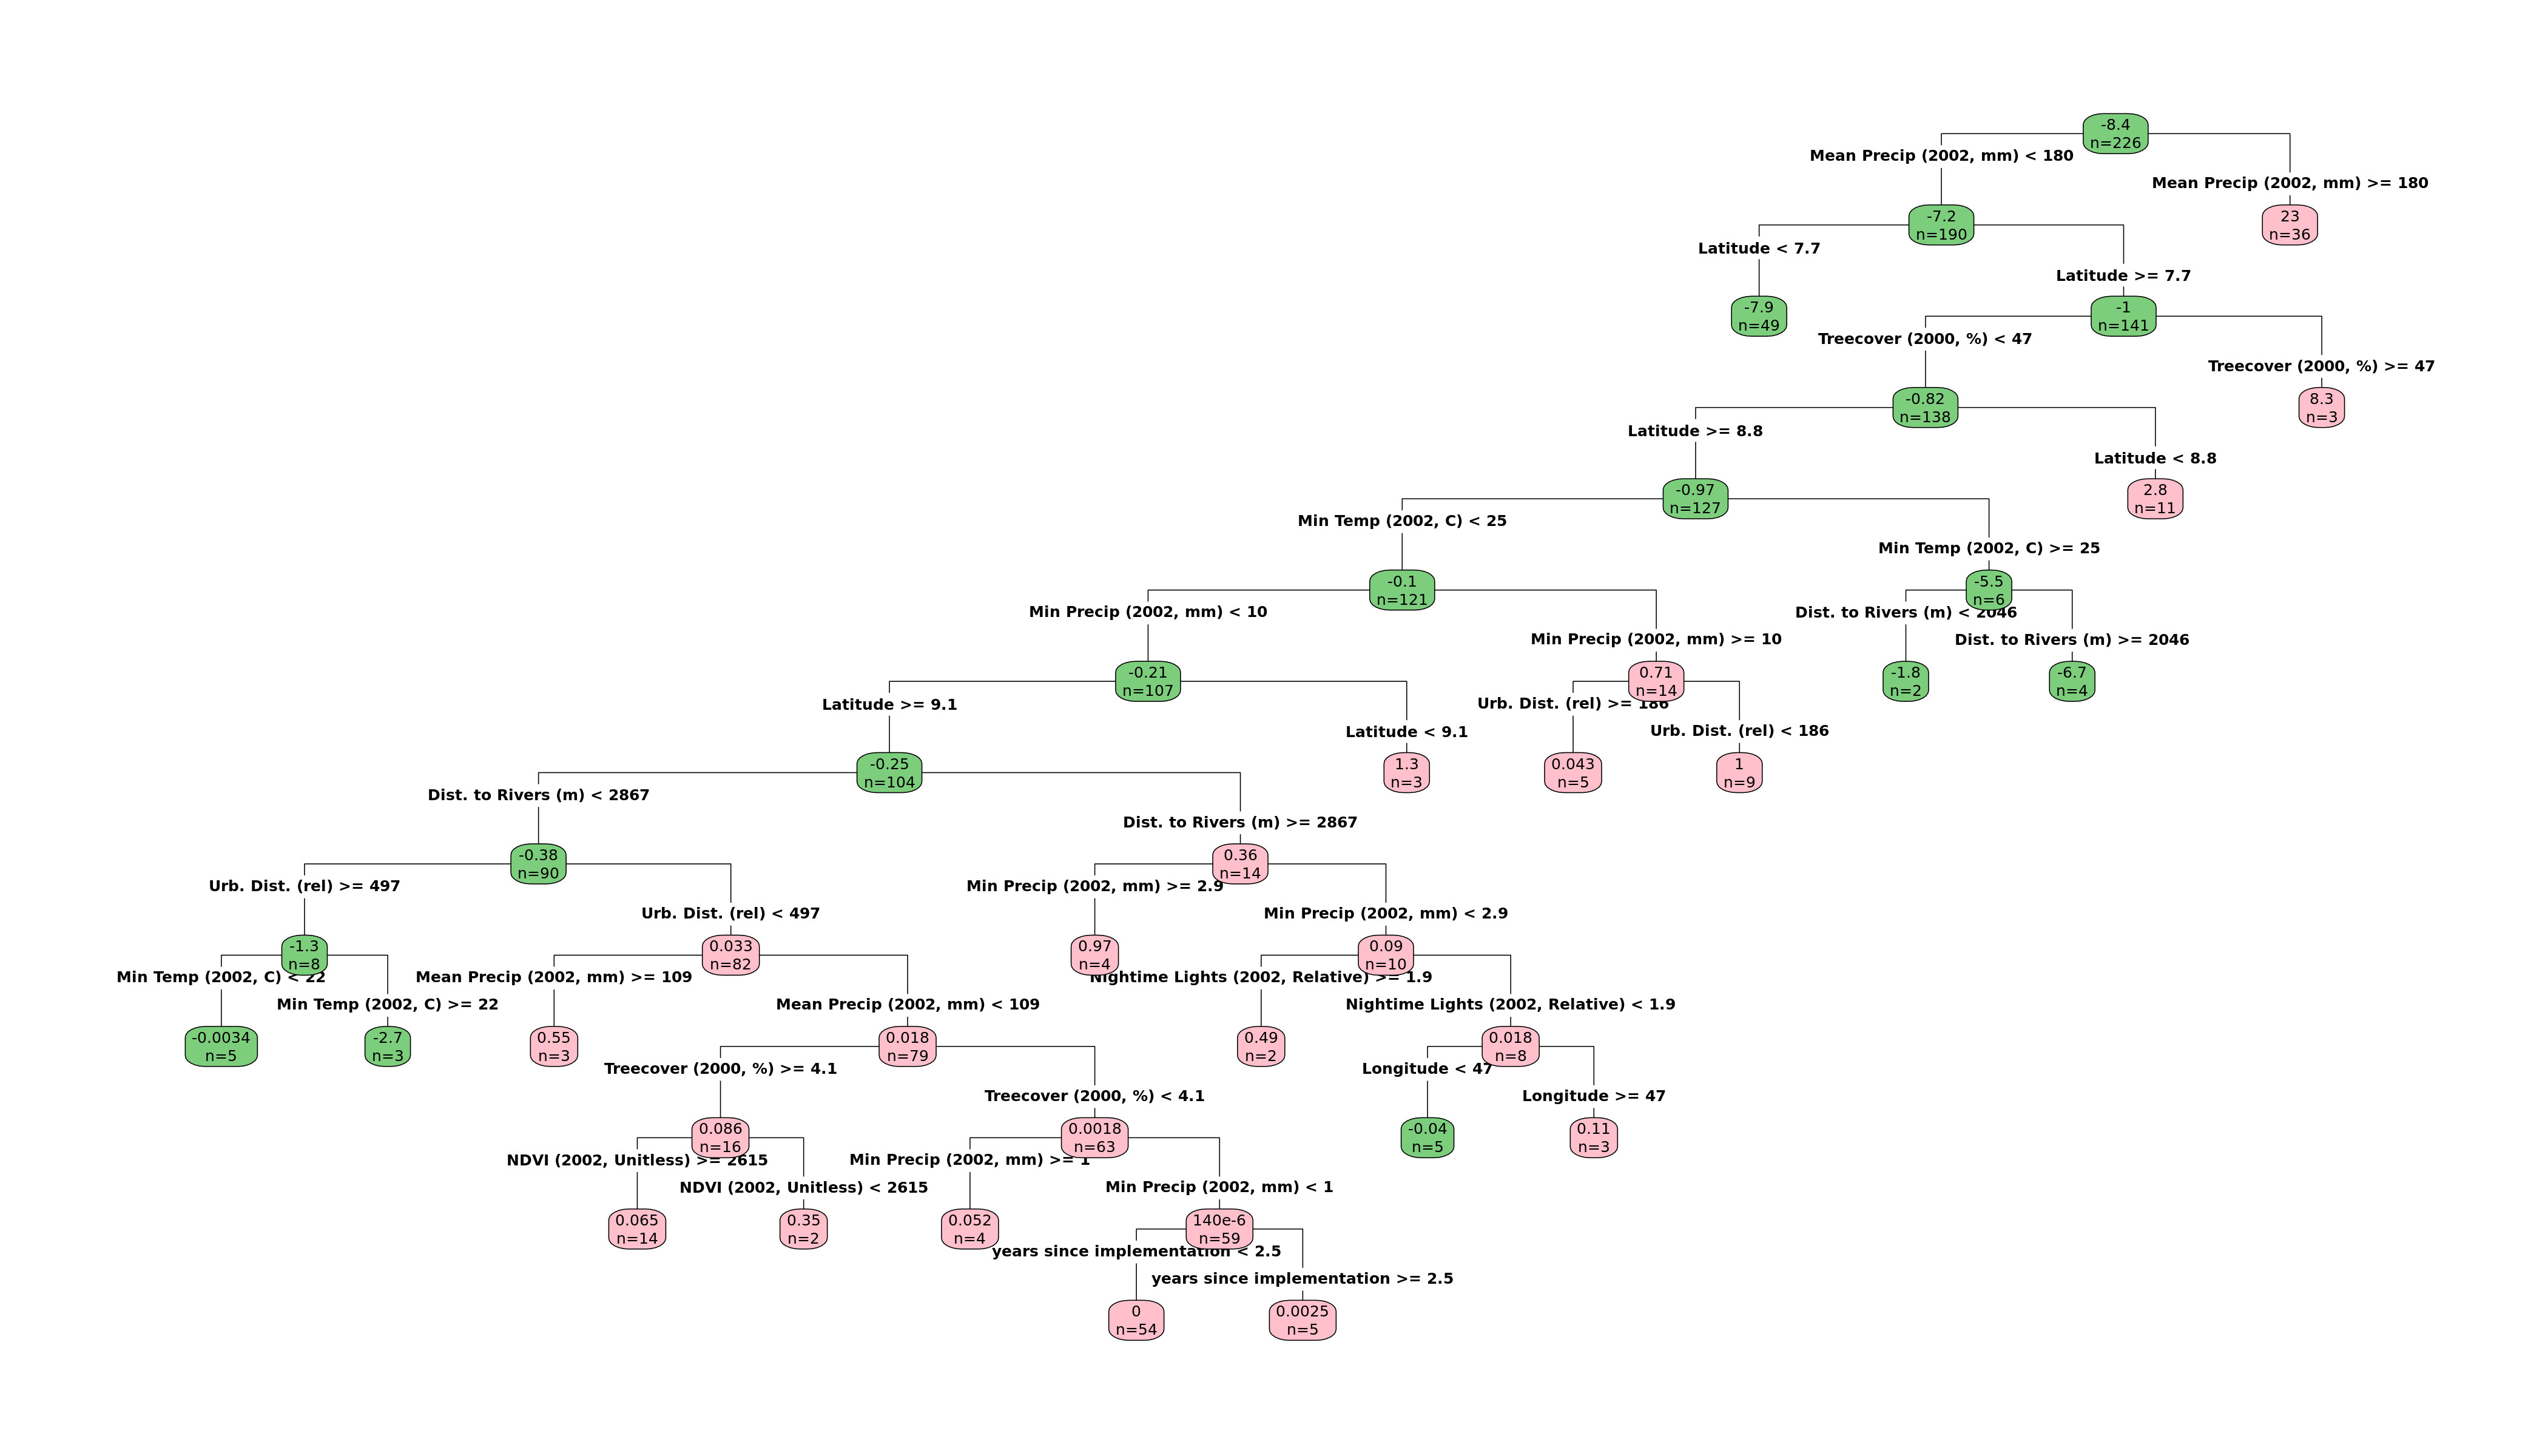 -8.4
n=226
Mean Precip (2002, mm) < 180
Mean Precip (2002, mm) >= 180
-7.2
n=190
23
n=36
Latitude < 7.7
Latitude >= 7.7
-7.9
n=49
-1
n=141
Treecover (2000, %) < 47
Treecover (2000, %) >= 47
-0.82
n=138
8.3
n=3
Latitude >= 8.8
Latitude < 8.8
-0.97
n=127
2.8
n=11
Min Temp (2002, C) < 25
Min Temp (2002, C) >= 25
-0.1
n=121
-5.5
n=6
Min Precip (2002, mm) < 10
Dist. to Rivers (m) < 2046
Min Precip (2002, mm) >= 10
Dist. to Rivers (m) >= 2046
-0.21
n=107
0.71
n=14
-1.8
n=2
-6.7
n=4
Latitude >= 9.1
Urb. Dist. (rel) >= 186
Latitude < 9.1
Urb. Dist. (rel) < 186
-0.25
n=104
1.3
n=3
0.043
n=5
1
n=9
Dist. to Rivers (m) < 2867
Dist. to Rivers (m) >= 2867
-0.38
n=90
0.36
n=14
Urb. Dist. (rel) >= 497
Min Precip (2002, mm) >= 2.9
Urb. Dist. (rel) < 497
Min Precip (2002, mm) < 2.9
-1.3
n=8
0.033
n=82
0.97
n=4
0.09
n=10
Min Temp (2002, C) < 22
Mean Precip (2002, mm) >= 109
Nightime Lights (2002, Relative) >= 1.9
Min Temp (2002, C) >= 22
Mean Precip (2002, mm) < 109
Nightime Lights (2002, Relative) < 1.9
-0.0034
n=5
-2.7
n=3
0.55
n=3
0.018
n=79
0.49
n=2
0.018
n=8
Treecover (2000, %) >= 4.1
Longitude < 47
Treecover (2000, %) < 4.1
Longitude >= 47
0.086
n=16
0.0018
n=63
-0.04
n=5
0.11
n=3
NDVI (2002, Unitless) >= 2615
Min Precip (2002, mm) >= 1
NDVI (2002, Unitless) < 2615
Min Precip (2002, mm) < 1
0.065
n=14
0.35
n=2
0.052
n=4
140e-6
n=59
years since implementation < 2.5
years since implementation >= 2.5
0
n=54
0.0025
n=5